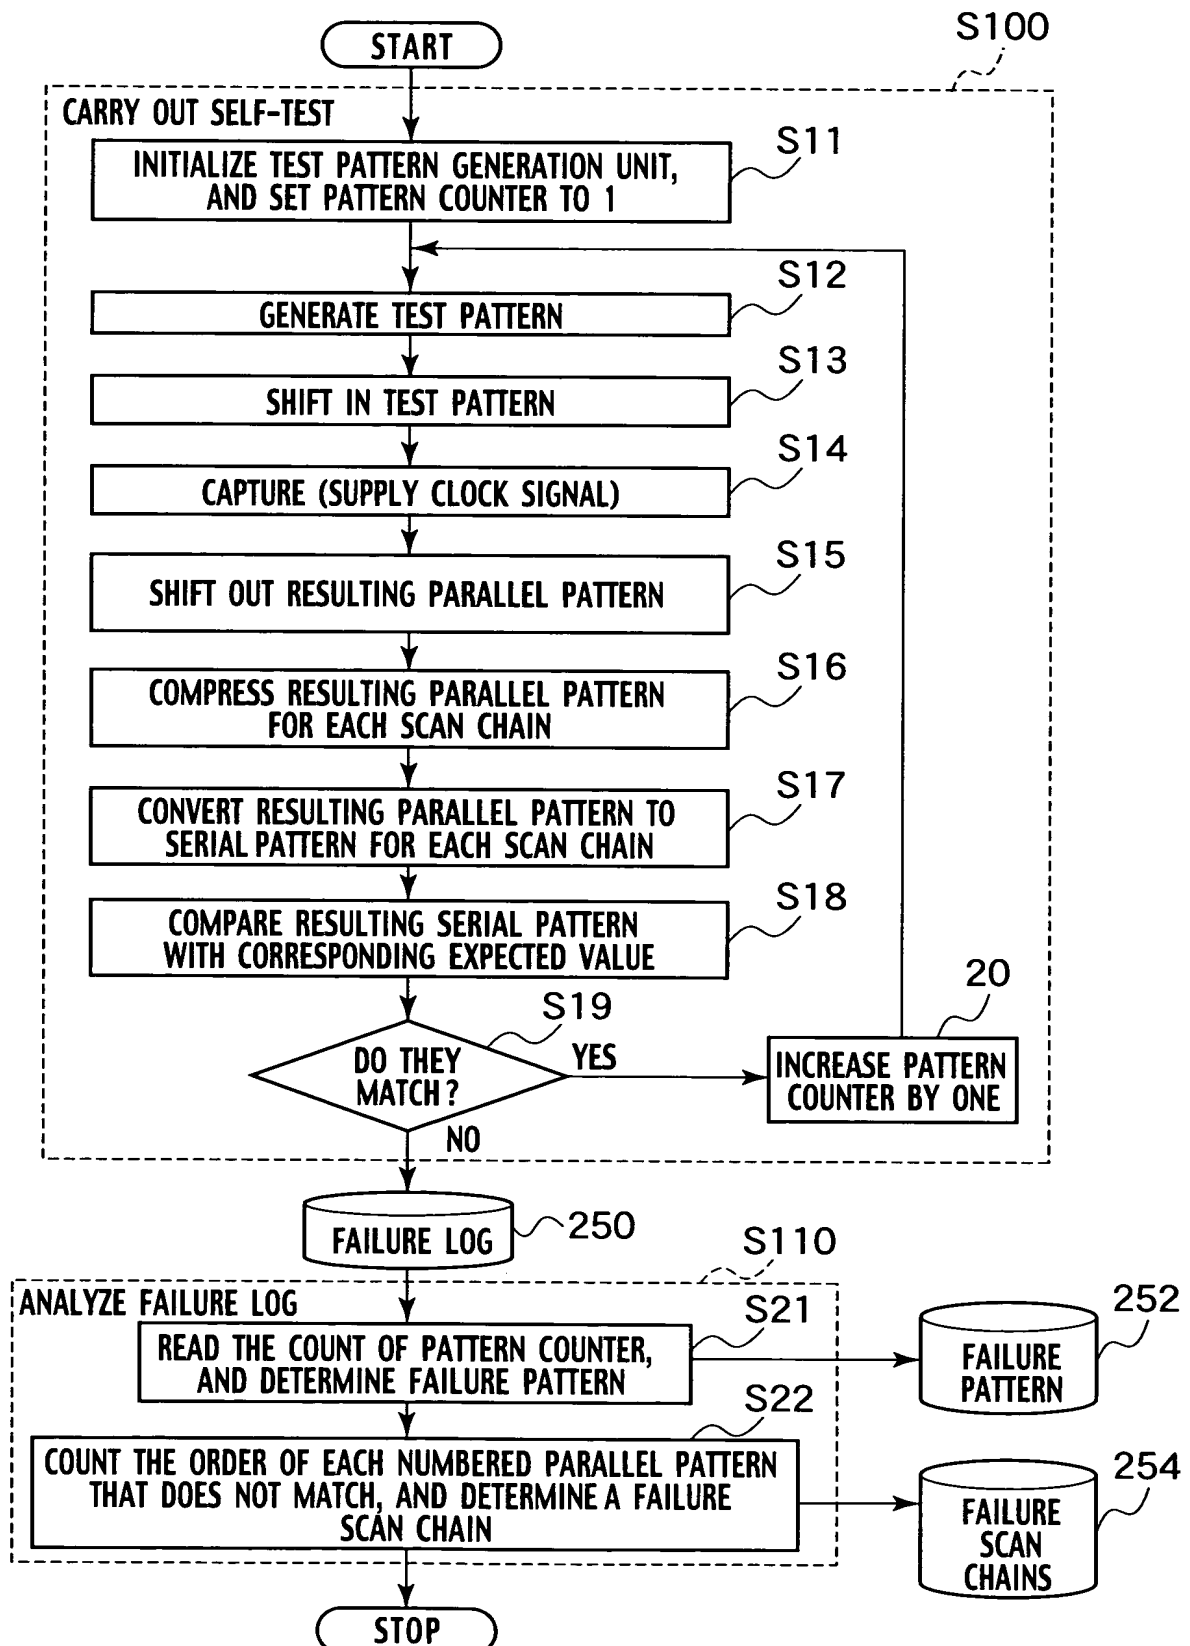 START
S100
CARRY OUT SELF-TEST
S11
INITIALIZE TEST PATTERN GENERATION UNIT,
AND SET PATTERN COUNTER TO 1
S12
GENERATE TEST PATTERN
S13
SHIFT IN TEST PATTERN
S14
CAPTURE (SUPPLY CLOCK SIGNAL)
S15
SHIFT OUT RESULTING PARALLEL PATTERN
S16
COMPRESS RESULTING PARALLEL PATTERN
FOR EACH SCAN CHAIN
S17
CONVERT RESULTING PARALLEL PATTERN TO
SERIAL PATTERN FOR EACH SCAN CHAIN
S18
COMPARE RESULTING SERIAL PATTERN
WITH CORRESPONDING EXPECTED VALUE
S19
DO THEY
MATCH?
YES
20
INCREASE PATTERN
COUNTER BY ONE
NO
FAILURE LOG
250
S110
ANALYZE FAILURE LOG
S21
READ THE COUNT OF PATTERN COUNTER,
AND DETERMINE FAILURE PATTERN
252
FAILURE
PATTERN
S22
COUNT THE ORDER OF EACH NUMBERED PARALLEL PATTERN
THAT DOES NOT MATCH, AND DETERMINE A FAILURE
SCAN CHAIN
254
FAILURE
SCAN
CHAINS
STOP